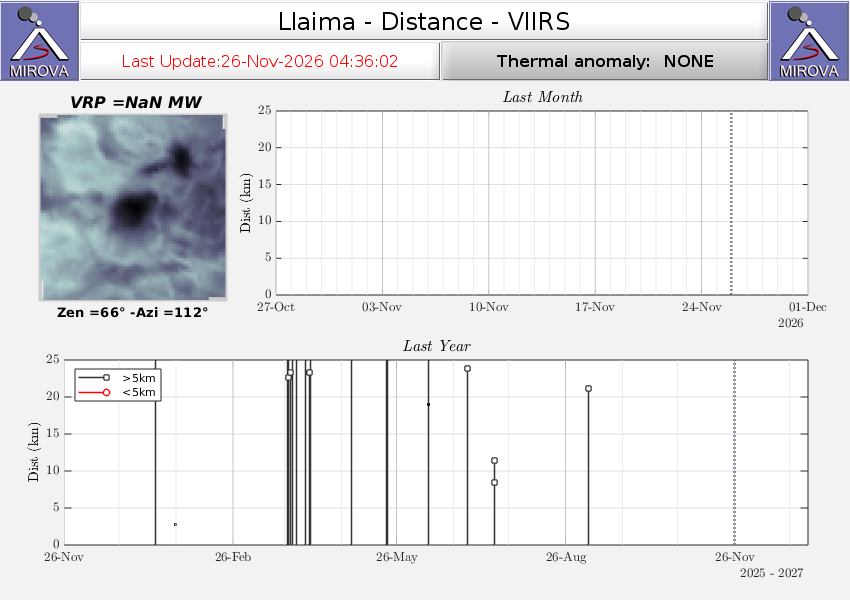 Llaima - Distance - VIIRS
MIROVA
MIROVA
Last Update:26-Nov-2026 04:36:02
Thermal anomaly: NONE
VRP =NaN MW
Zen =66° -Azi =112°
Last Month
Dist (km)
25
20
15
10
5
0
27-Oct 03-Nov 10-Nov 17-Nov 24-Nov 01-Dec
2026
Last Year
Dist (km)
25
20
15
10
5
0
>5km
<5km
26-Nov 26-Feb 26-May 26-Aug 26-Nov
2025 - 2027